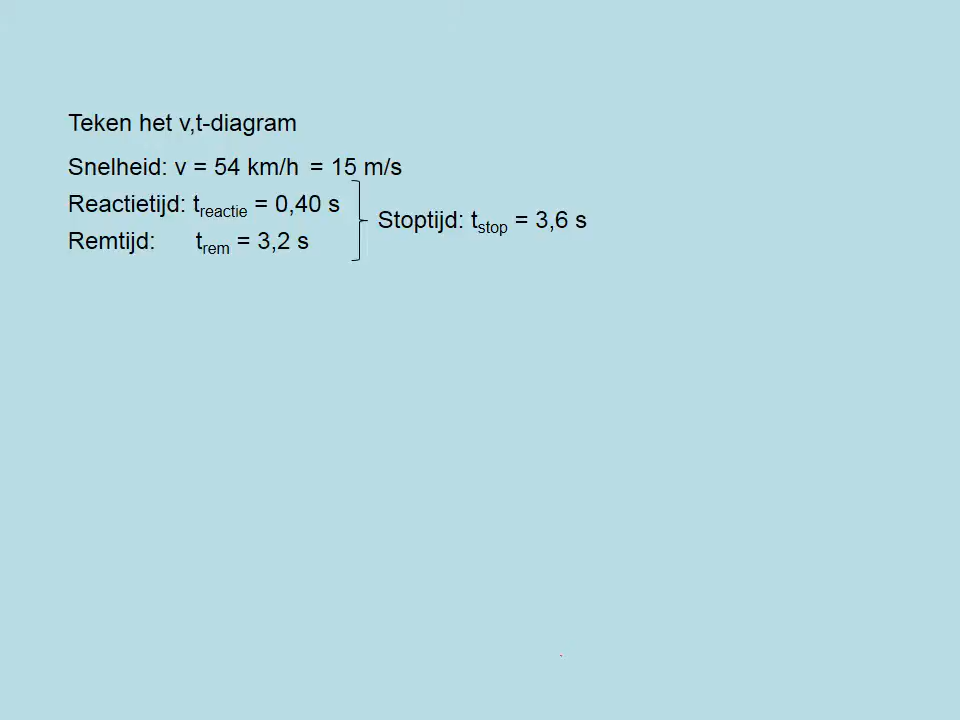 Teken het v,t-diagram
Snelheid: v = 54 km/h = 15 m/s
Reactietijd: treactie = 0,40 s
Stoptijd: tstop = 3,6 s
Remtijd: trem = 3,2 s